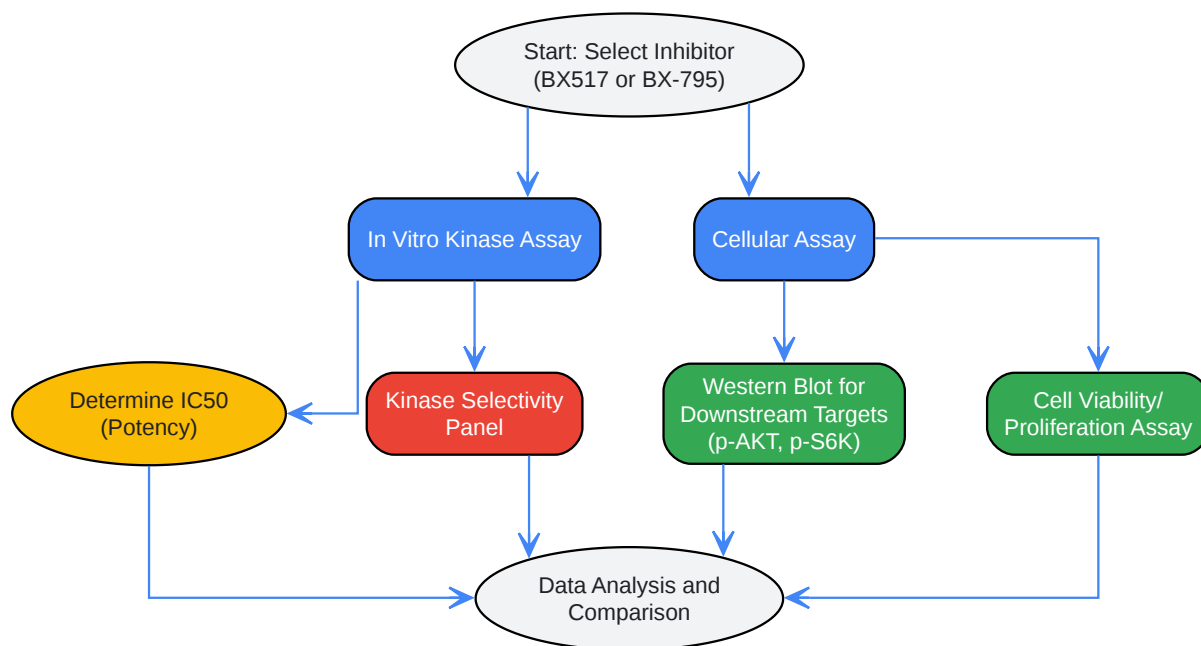 Start: Select Inhibitor
(BX517 or BX-795)
In Vitro Kinase Assay
Cellular Assay
Determine IC50
(Potency)
Kinase Selectivity
Panel
Western Blot for
Downstream Targets
(p-AKT, p-S6K)
Cell Viability/
Proliferation Assay
Data Analysis and
Comparison